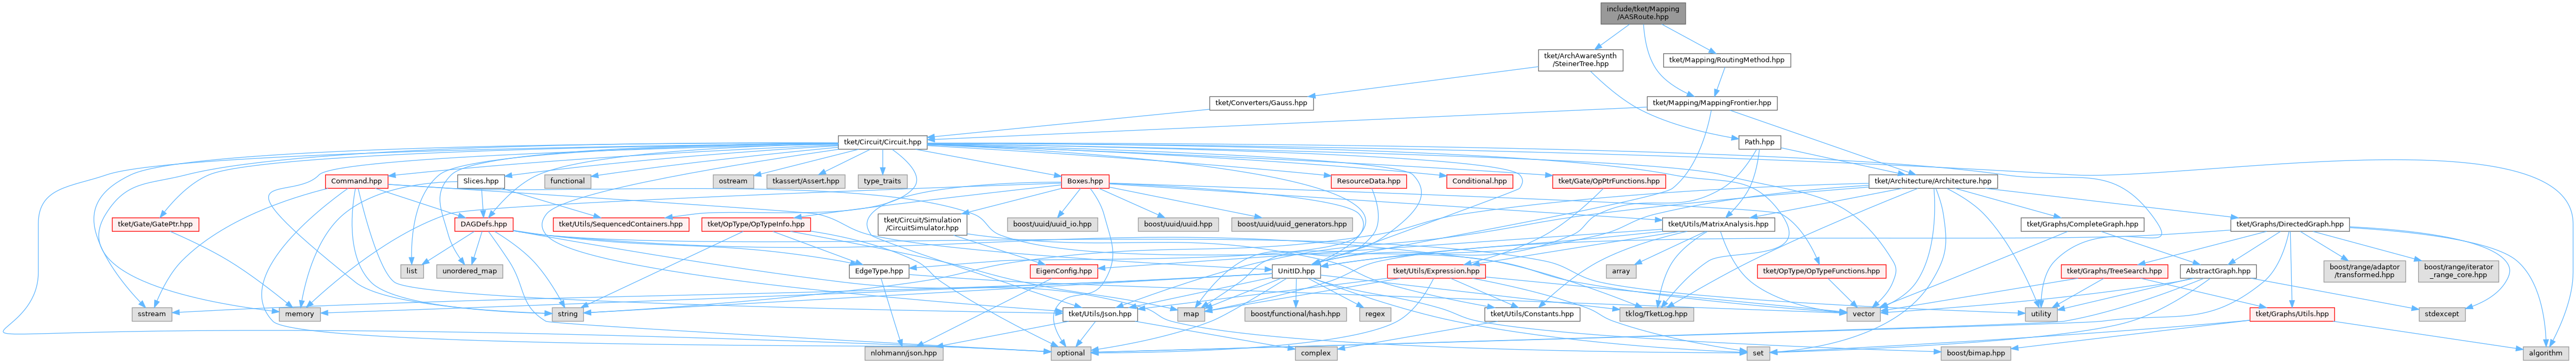 include/tket/Mapping
/AASRoute.hpp
tket/ArchAwareSynth
/SteinerTree.hpp
tket/Mapping/RoutingMethod.hpp
tket/Converters/Gauss.hpp
tket/Mapping/MappingFrontier.hpp
tket/Circuit/Circuit.hpp
Path.hpp
Command.hpp
Slices.hpp
functional
ostream
tkassert/Assert.hpp
type_traits
Boxes.hpp
ResourceData.hpp
Conditional.hpp
tket/Gate/OpPtrFunctions.hpp
tket/Architecture/Architecture.hpp
tket/Gate/GatePtr.hpp
DAGDefs.hpp
tket/Utils/SequencedContainers.hpp
tket/OpType/OpTypeInfo.hpp
tket/Circuit/Simulation
/CircuitSimulator.hpp
boost/uuid/uuid_io.hpp
boost/uuid/uuid.hpp
boost/uuid/uuid_generators.hpp
tket/Utils/MatrixAnalysis.hpp
tket/Graphs/CompleteGraph.hpp
tket/Graphs/DirectedGraph.hpp
list
unordered_map
EdgeType.hpp
EigenConfig.hpp
UnitID.hpp
tket/Utils/Expression.hpp
array
tket/OpType/OpTypeFunctions.hpp
tket/Graphs/TreeSearch.hpp
AbstractGraph.hpp
boost/range/adaptor
/transformed.hpp
boost/range/iterator
_range_core.hpp
sstream
memory
string
tket/Utils/Json.hpp
map
boost/functional/hash.hpp
regex
tket/Utils/Constants.hpp
tklog/TketLog.hpp
vector
utility
tket/Graphs/Utils.hpp
stdexcept
nlohmann/json.hpp
optional
complex
set
boost/bimap.hpp
algorithm